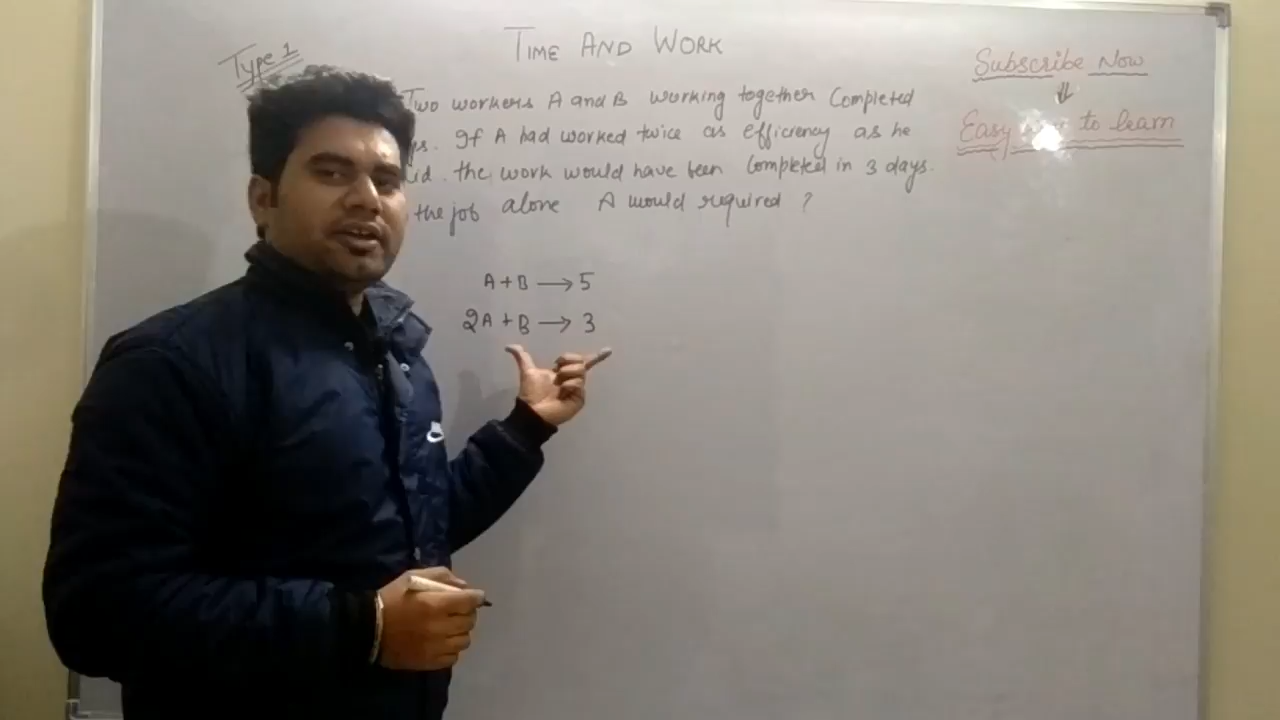 TIME AND WORK
Type 1
Subscribe Now
Easy to learn
Two workers A and B working together Completed
If A had worked twice as efficiency as he
the work would have been Completed in 3 days.
the job alone A would required ?
A + B → 5
2A + B → 3